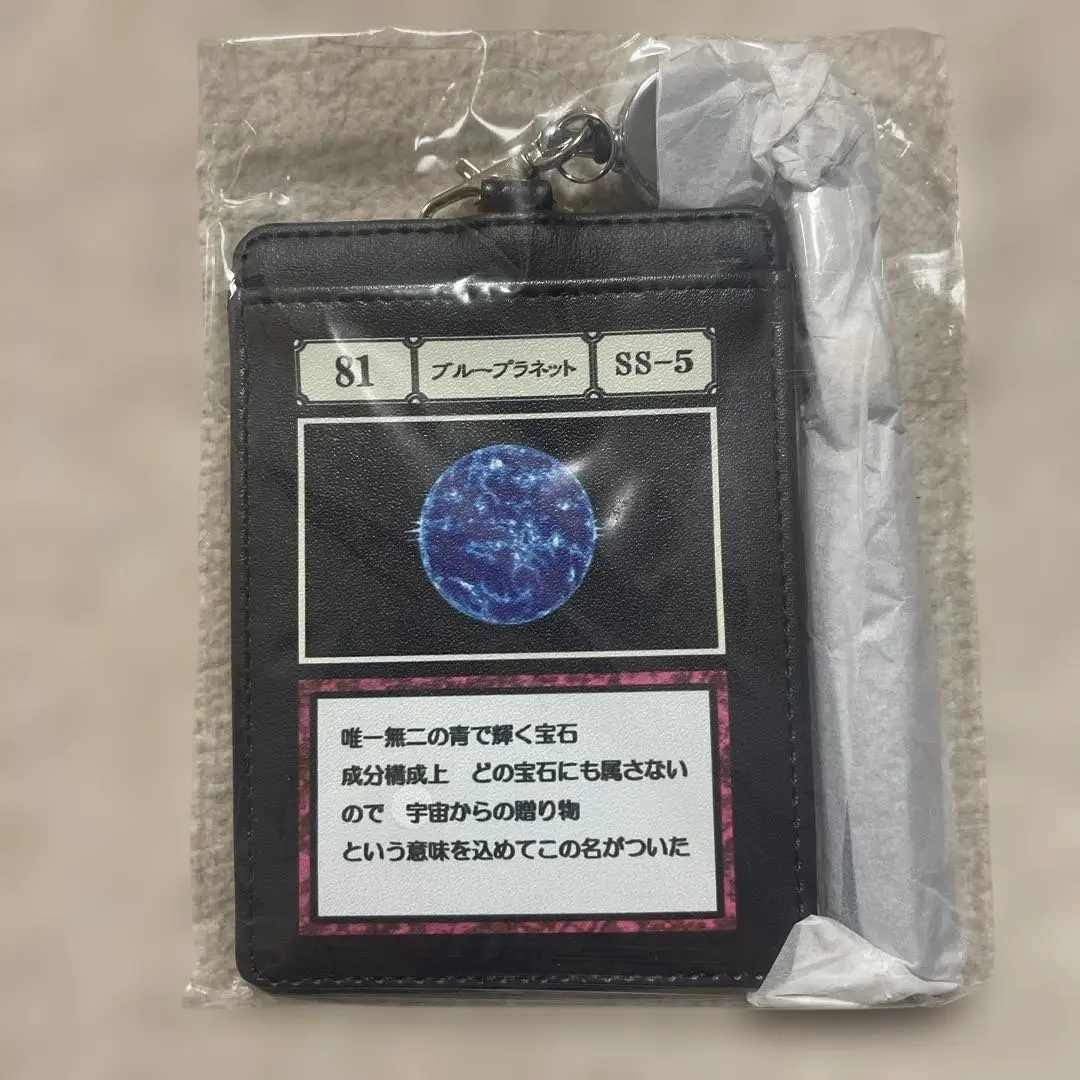 81 ブループラネット SS-5
唯一無二の青で輝く宝石
成分構成上　どの宝石にも属さない
ので　宇宙からの贈り物
という意味を込めてこの名がついた